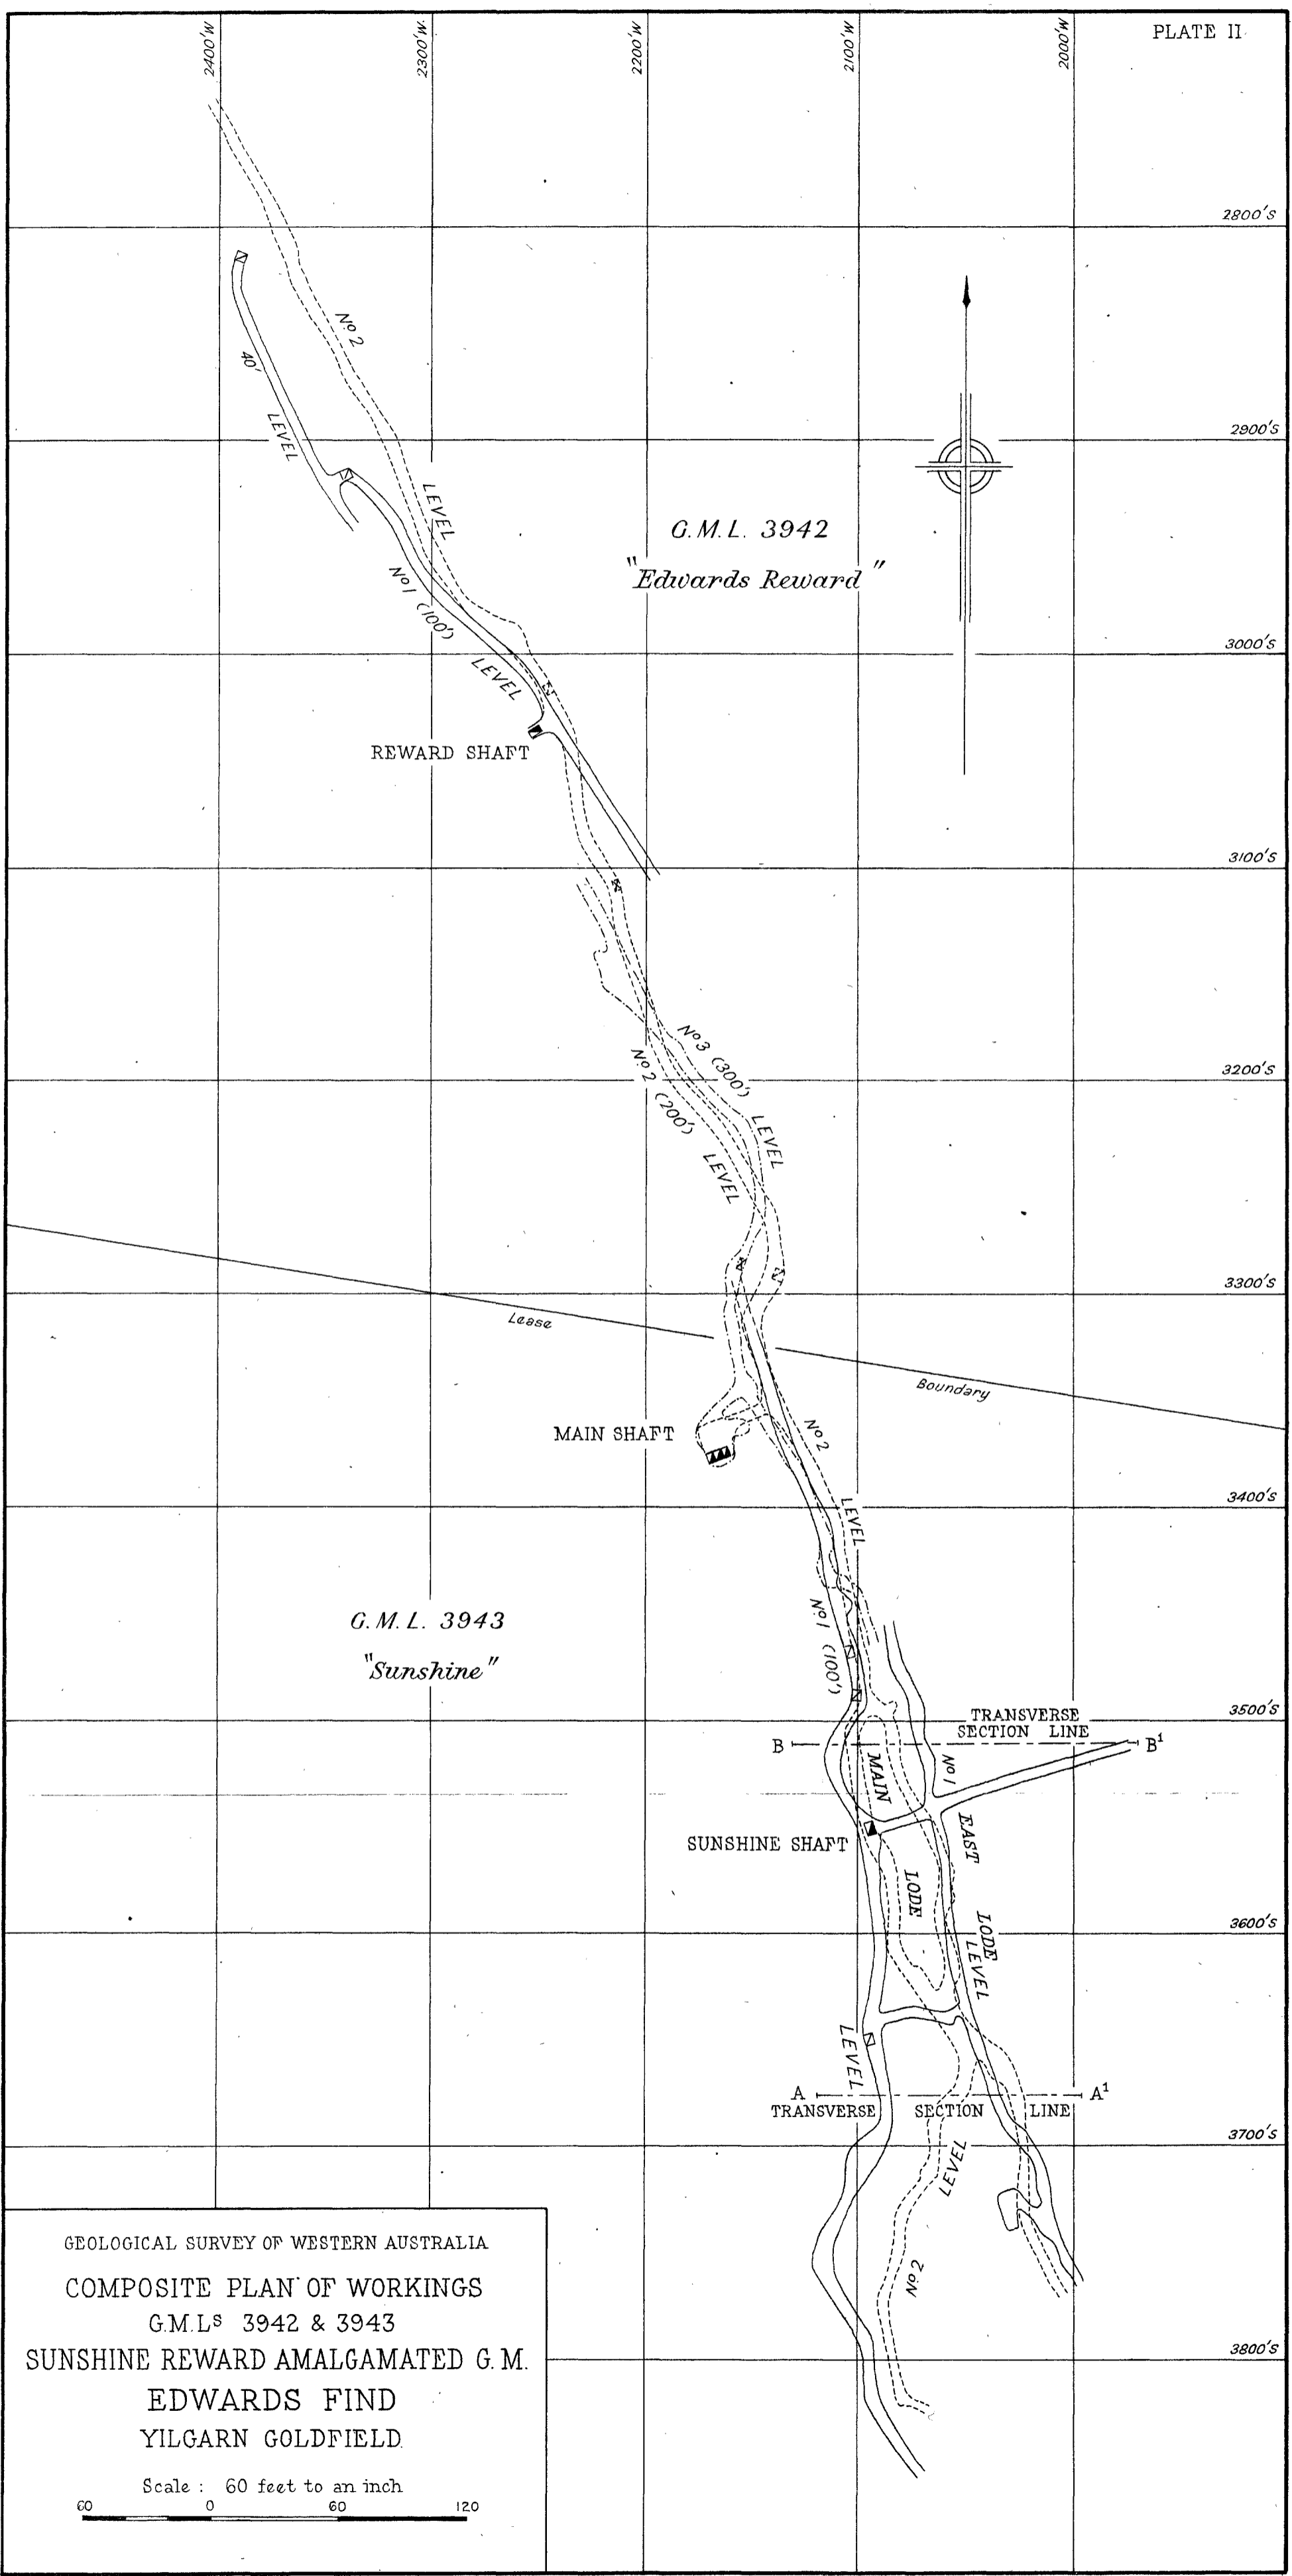 PLATE II
2400'W
2300'W
2200'W
2100'W
2000'W
2800'S
No. 2
40'
LEVEL
2900'S
LEVEL
G.M.L. 3942
"Edwards Reward"
No 1 (100')
LEVEL
3000'S
REWARD SHAFT
3100'S
No 3 (300')
LEVEL
No. 2 (200')
LEVEL
3200'S
3300'S
Lease
Boundary
MAIN SHAFT
No. 2
LEVEL
3400'S
G.M.L. 3943
"Sunshine"
No. 1 (100')
3500'S
TRANSVERSE
SECTION LINE
B
B¹
MAIN
No 1
SUNSHINE SHAFT
EAST
LODE
LODE
LEVEL
3600'S
LEVEL
A
A¹
TRANSVERSE SECTION LINE
3700'S
LEVEL
No. 2
3800'S
GEOLOGICAL SURVEY OF WESTERN AUSTRALIA
COMPOSITE PLAN OF WORKINGS
G.M.Ls 3942 & 3943
SUNSHINE REWARD AMALGAMATED G.M.
EDWARDS FIND
YILGARN GOLDFIELD.
Scale : 60 feet to an inch
60 0 60 120